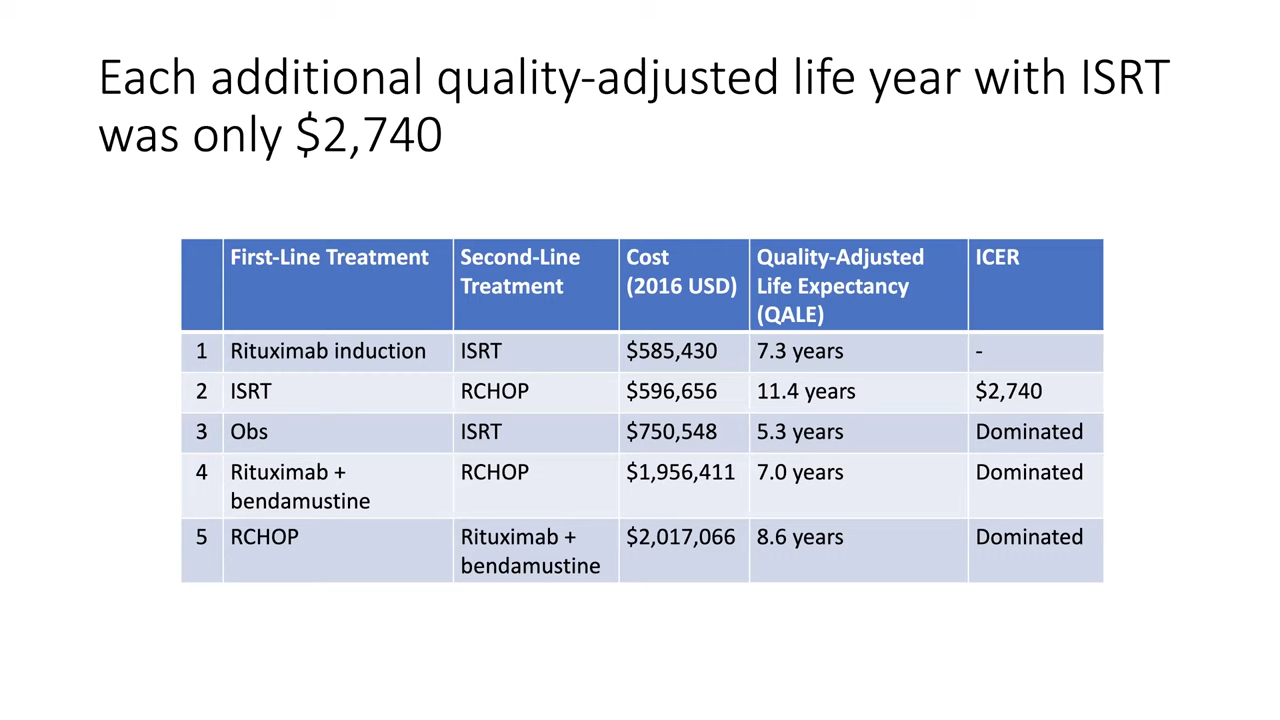 Each additional quality-adjusted life year with ISRT
was only $2,740
First-Line Treatment Second-Line Cost Quality-Adjusted ICER
Treatment (2016 USD) Life Expectancy
(QALE)
1 Rituximab induction ISRT $585,430 7.3 years -
2 ISRT RCHOP $596,656 11.4 years $2,740
3 Obs ISRT $750,548 5.3 years Dominated
4 Rituximab + RCHOP $1,956,411 7.0 years Dominated
bendamustine
5 RCHOP Rituximab + $2,017,066 8.6 years Dominated
bendamustine